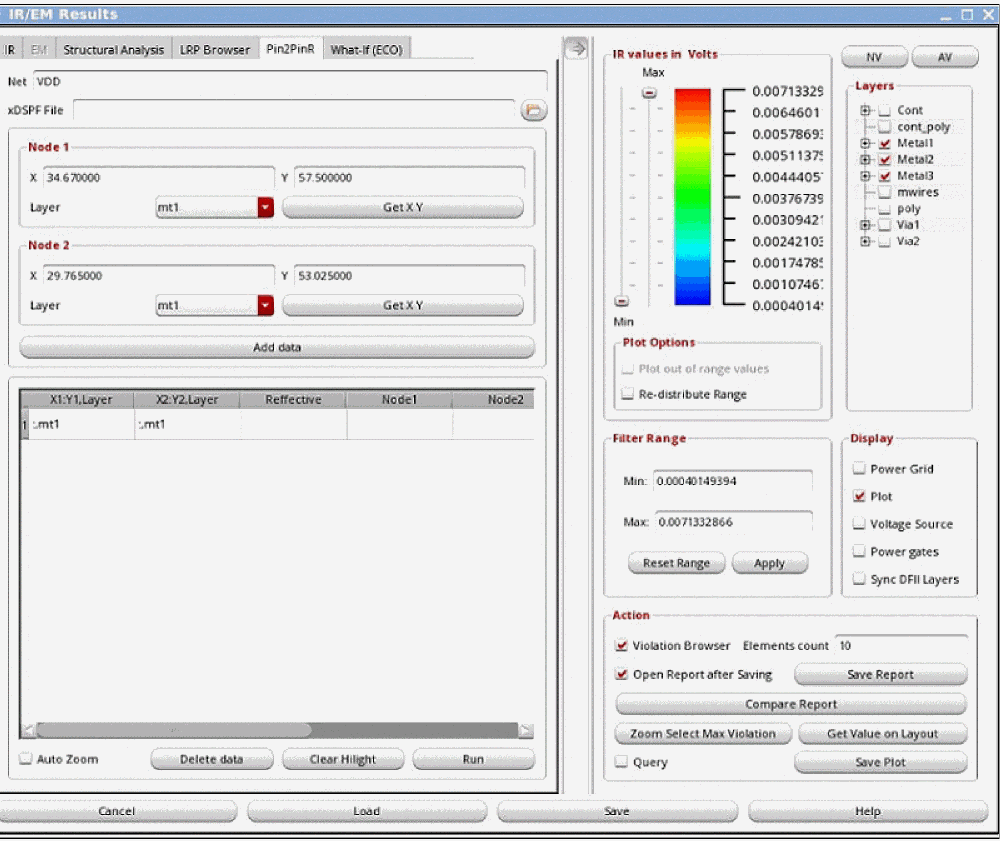 IR/EM Results
IR EM Structural Analysis LRP Browser Pin2PinR What-If (ECO)
Net VDD
xDSPF File
Node 1
X 34.670000 Y 57.500000
Layer mt1 Get X Y
Node 2
X 29.765000 Y 53.025000
Layer mt1 Get X Y
Add data
X1:Y1,Layer X2:Y2,Layer Reffective Node1 Node2
1 :,mt1 :,mt1
Auto Zoom Delete data Clear Hilight Run
IR values in Volts
Max
0.00713329
0.0064601
0.00578693
0.00511375
0.00444405
0.00376739
0.00309421
0.00242103
0.00174785
0.00107467
0.00040149
Min
Plot Options
Plot out of range values
Re-distribute Range
NV AV
Layers
Cont
cont_poly
Metal1
Metal2
Metal3
mwires
poly
Via1
Via2
Filter Range
Min: 0.00040149394
Max: 0.0071332866
Reset Range Apply
Display
Power Grid
Plot
Voltage Source
Power gates
Sync DFII Layers
Action
Violation Browser Elements count 10
Open Report after Saving Save Report
Compare Report
Zoom Select Max Violation Get Value on Layout
Query Save Plot
Cancel Load Save Help